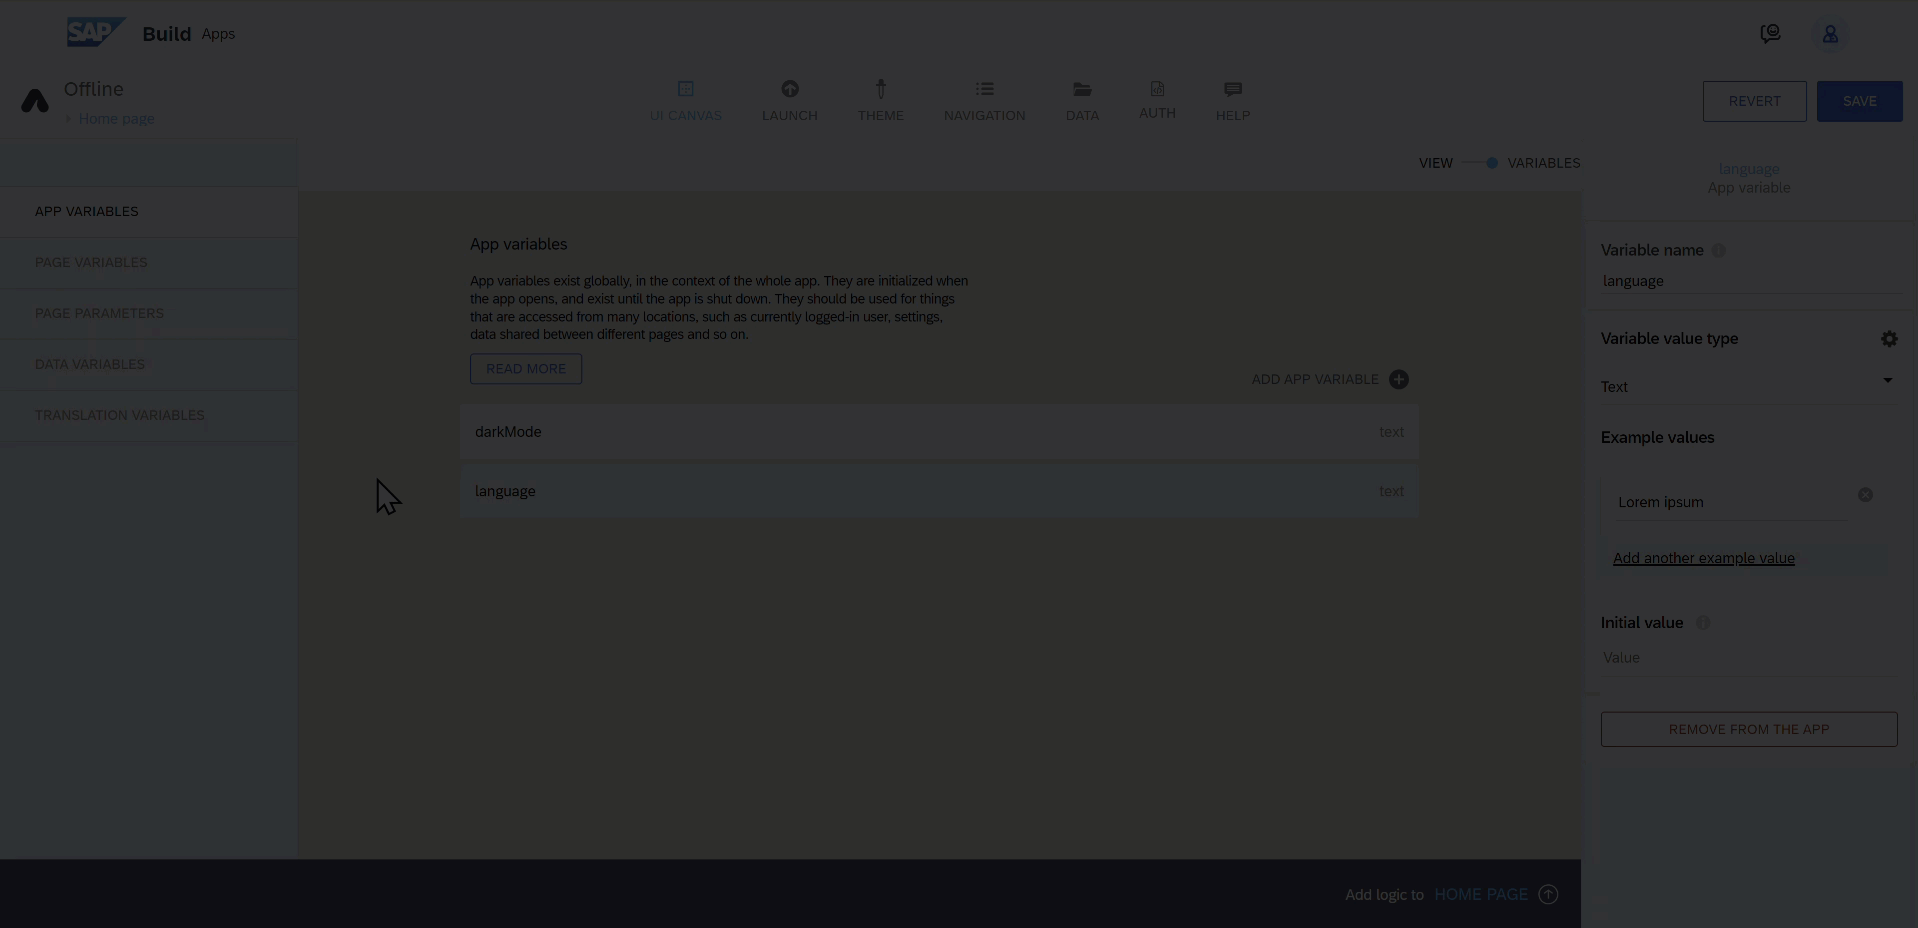 SAP Build Apps
Offline
Home page
UI CANVAS
LAUNCH
THEME
NAVIGATION
DATA
AUTH
HELP
REVERT
SAVE
VIEW
VARIABLES
APP VARIABLES
PAGE VARIABLES
PAGE PARAMETERS
DATA VARIABLES
TRANSLATION VARIABLES
App variables
App variables exist globally, in the context of the whole app. They are initialized when
the app opens, and exist until the app is shut down. They should be used for things
that are accessed from many locations, such as currently logged-in user, settings,
data shared between different pages and so on.
READ MORE
ADD APP VARIABLE
darkMode text
language text
language
App variable
Variable name
language
Variable value type
Text
Example values
Lorem ipsum
Add another example value
Initial value
Value
REMOVE FROM THE APP
Add logic to HOME PAGE